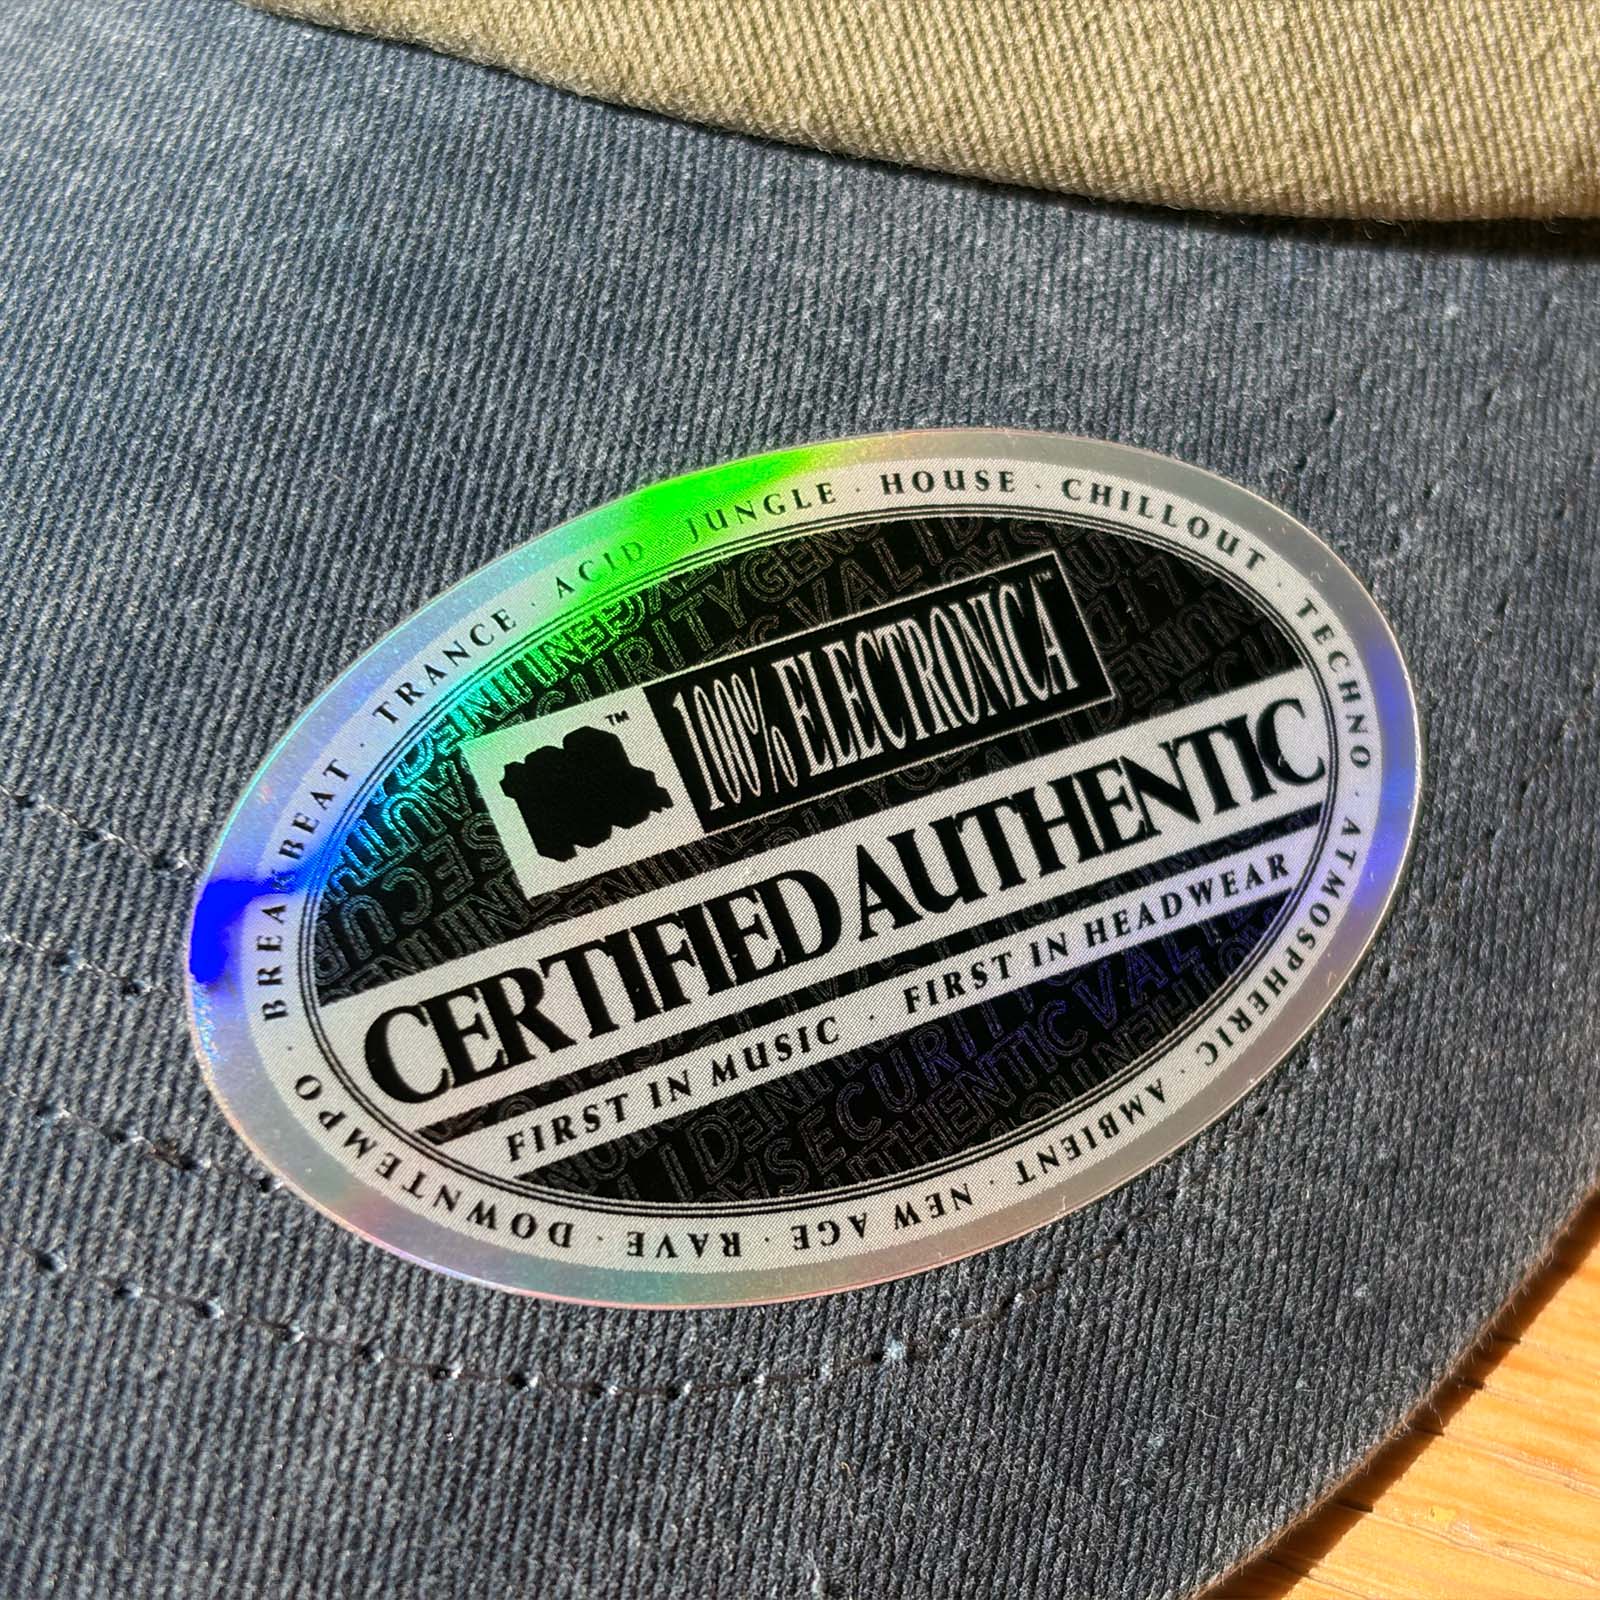 BREAKBEAT · TRANCE · ACID · JUNGLE · HOUSE · CHILLOUT · TECHNO · ATMOSPHERIC · AMBIENT · NEW AGE · RAVE · DOWNTEMPO ·
™
100% ELECTRONICA™
CERTIFIED AUTHENTIC
FIRST IN MUSIC · FIRST IN HEADWEAR